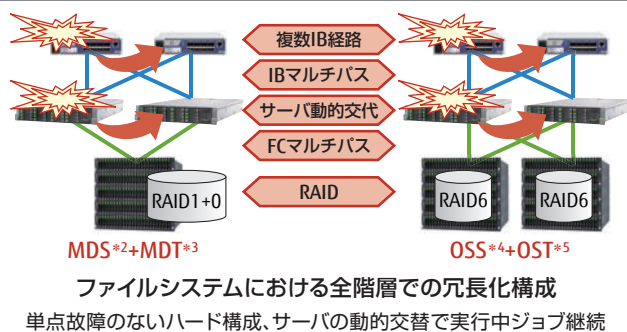 複数IB経路
IBマルチパス
サーバ動的交代
FCマルチパス
RAID
RAID1+0
RAID6
RAID6
MDS*2+MDT*3
OSS*4+OST*5
ファイルシステムにおける全階層での冗長化構成
単点故障のないハード構成、サーバの動的交替で実行中ジョブ継続